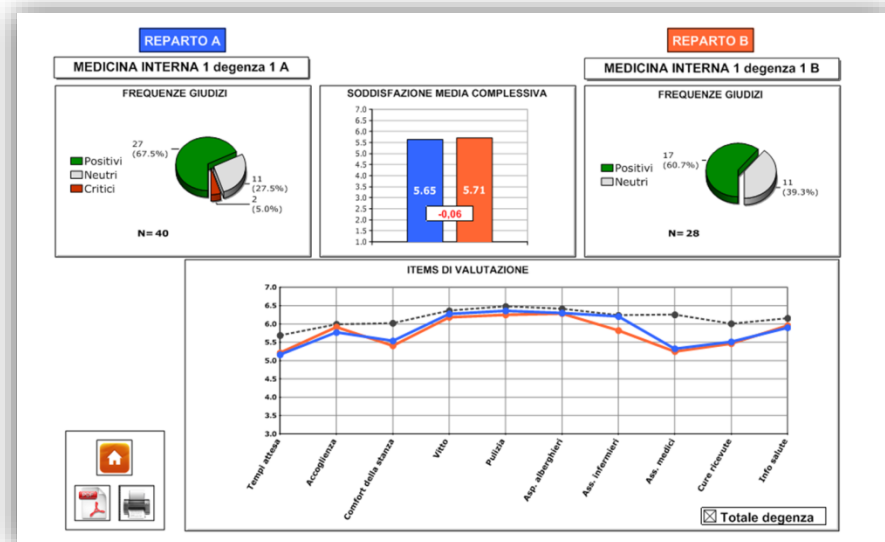 REPARTO A
REPARTO B
MEDICINA INTERNA 1 degenza 1 A
MEDICINA INTERNA 1 degenza 1 B
FREQUENZE GIUDIZI
27
(67.5%)
Positivi
Neutri
Critici
11
(27.5%)
2
(5.0%)
N= 40
SODDISFAZIONE MEDIA COMPLESSIVA
7.0
6.5
6.0
5.5
5.0
4.5
4.0
3.5
3.0
2.5
2.0
1.5
1.0
5.65
5.71
-0,06
FREQUENZE GIUDIZI
17
(60.7%)
Positivi
Neutri
11
(39.3%)
N= 28
ITEMS DI VALUTAZIONE
7.0
6.5
6.0
5.5
5.0
4.5
4.0
3.5
3.0
Tempi attesa
Accoglienza
Comfort della stanza
Vitto
Pulizia
Asp. alberghieri
Ass. infermieri
Ass. medici
Cure ricevute
Info salute
Totale degenza